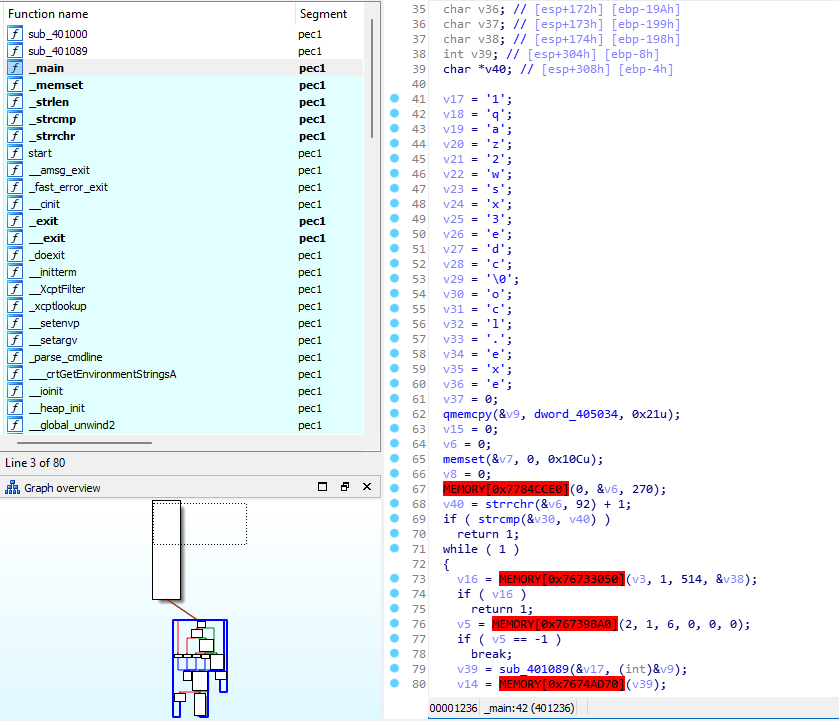 Function name Segment
sub_401000 pec1
sub_401089 pec1
_main pec1
_memset pec1
_strlen pec1
_strcmp pec1
_strrchr pec1
start pec1
__amsg_exit pec1
_fast_error_exit pec1
__cinit pec1
_exit pec1
__exit pec1
_doexit pec1
__initterm pec1
__XcptFilter pec1
_xcptlookup pec1
__setenvp pec1
__setargv pec1
_parse_cmdline pec1
___crtGetEnvironmentStringsA pec1
__ioinit pec1
__heap_init pec1
__global_unwind2 pec1
Line 3 of 80
Graph overview
35 char v36; // [esp+172h] [ebp-19Ah]
36 char v37; // [esp+173h] [ebp-199h]
37 char v38; // [esp+174h] [ebp-198h]
38 int v39; // [esp+304h] [ebp-8h]
39 char *v40; // [esp+308h] [ebp-4h]
40
41 v17 = '1';
42 v18 = 'q';
43 v19 = 'a';
44 v20 = 'z';
45 v21 = '2';
46 v22 = 'w';
47 v23 = 's';
48 v24 = 'x';
49 v25 = '3';
50 v26 = 'e';
51 v27 = 'd';
52 v28 = 'c';
53 v29 = '\0';
54 v30 = 'o';
55 v31 = 'c';
56 v32 = 'l';
57 v33 = '.';
58 v34 = 'e';
59 v35 = 'x';
60 v36 = 'e';
61 v37 = 0;
62 qmemcpy(&v9, dword_405034, 0x21u);
63 v15 = 0;
64 v6 = 0;
65 memset(&v7, 0, 0x10Cu);
66 v8 = 0;
67 MEMORY[0x7784CCE0](0, &v6, 270);
68 v40 = strrchr(&v6, 92) + 1;
69 if ( strcmp(&v30, v40) )
70 return 1;
71 while ( 1 )
72 {
73 v16 = MEMORY[0x76733050](v3, 1, 514, &v38);
74 if ( v16 )
75 return 1;
76 v5 = MEMORY[0x76739BA0](2, 1, 6, 0, 0, 0);
77 if ( v5 == -1 )
78 break;
79 v39 = sub_401089(&v17, (int)&v9);
80 v14 = MEMORY[0x7674AD70](v39);
00001236 _main:42 (401236)